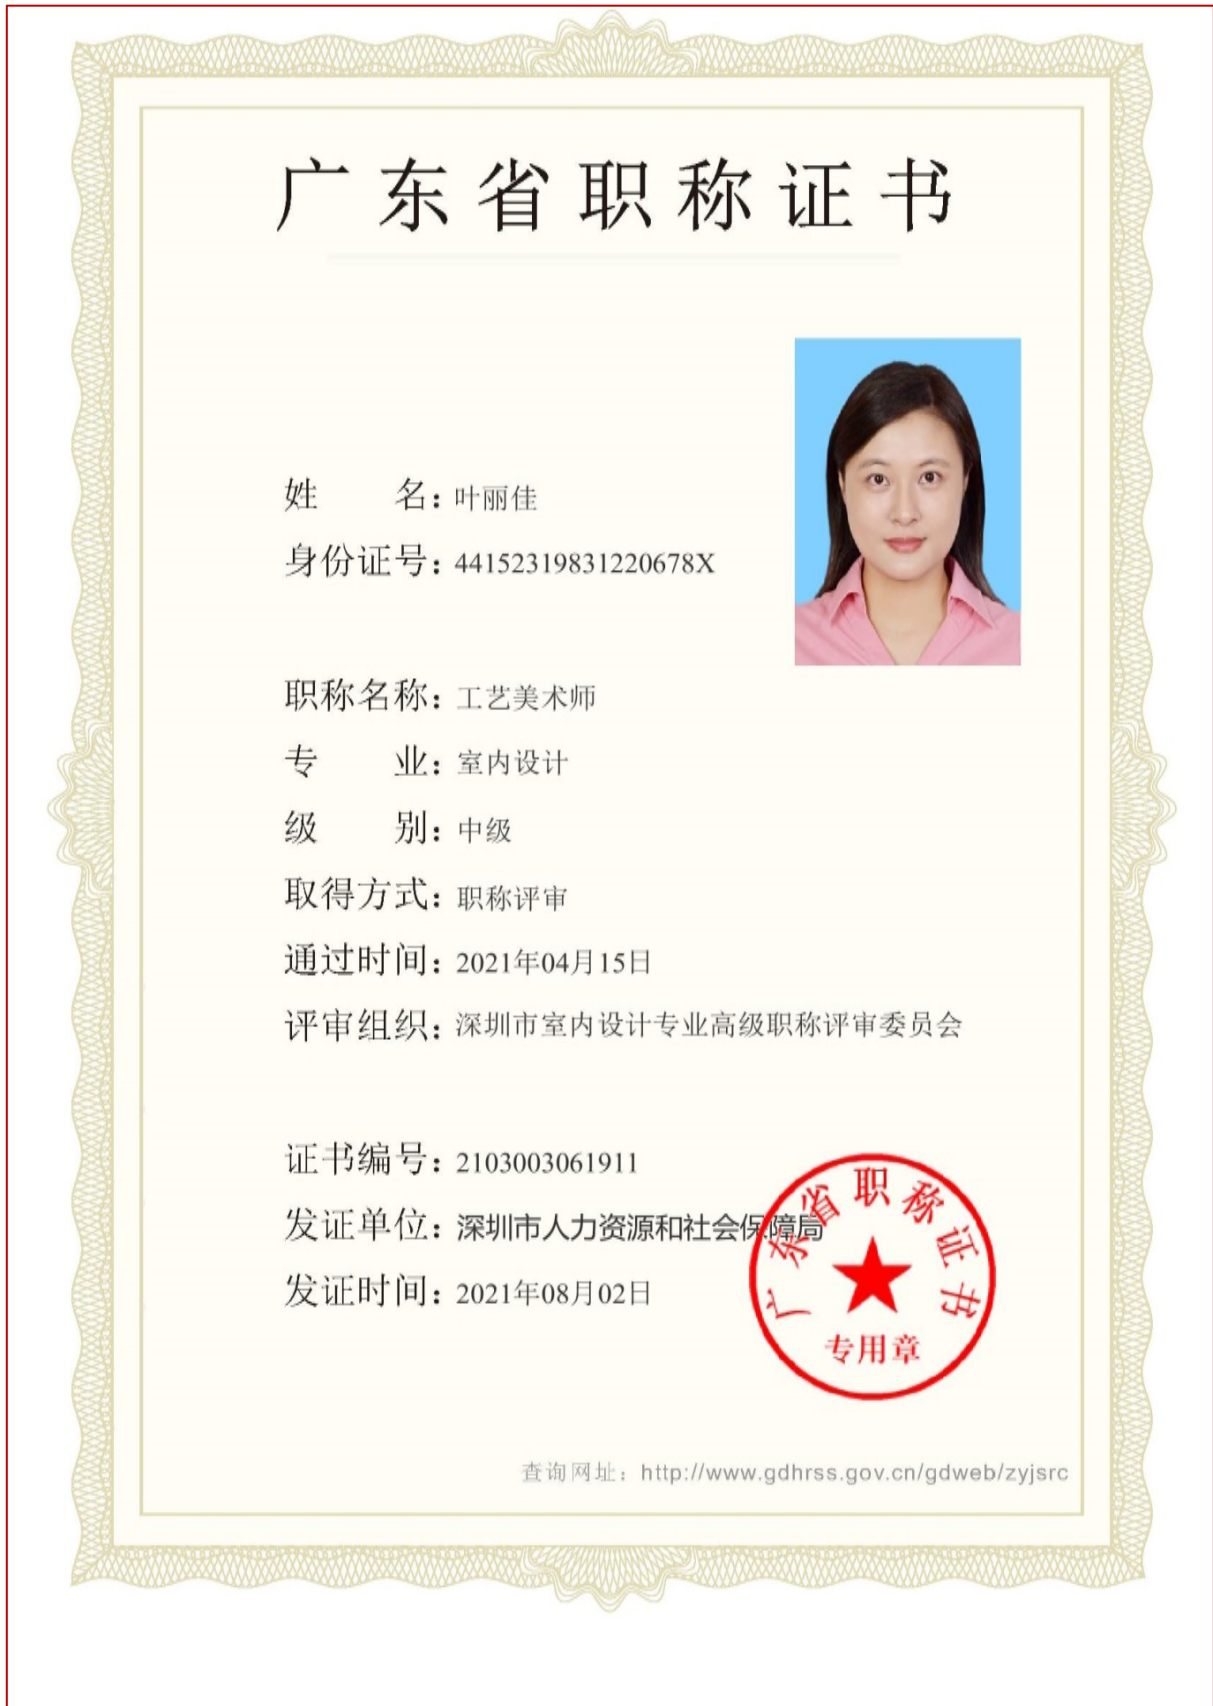 广东省职称证书
姓 名：叶丽佳
身份证号：44152319831220678X
职称名称：工艺美术师
专 业：室内设计
级 别：中级
取得方式：职称评审
通过时间：2021年04月15日
评审组织：深圳市室内设计专业高级职称评审委员会
证书编号：2103003061911
发证单位：深圳市人力资源和社会保障局
发证时间：2021年08月02日
广东省职称证书
专用章
查询网址：http://www.gdhrss.gov.cn/gdweb/zyjsrc